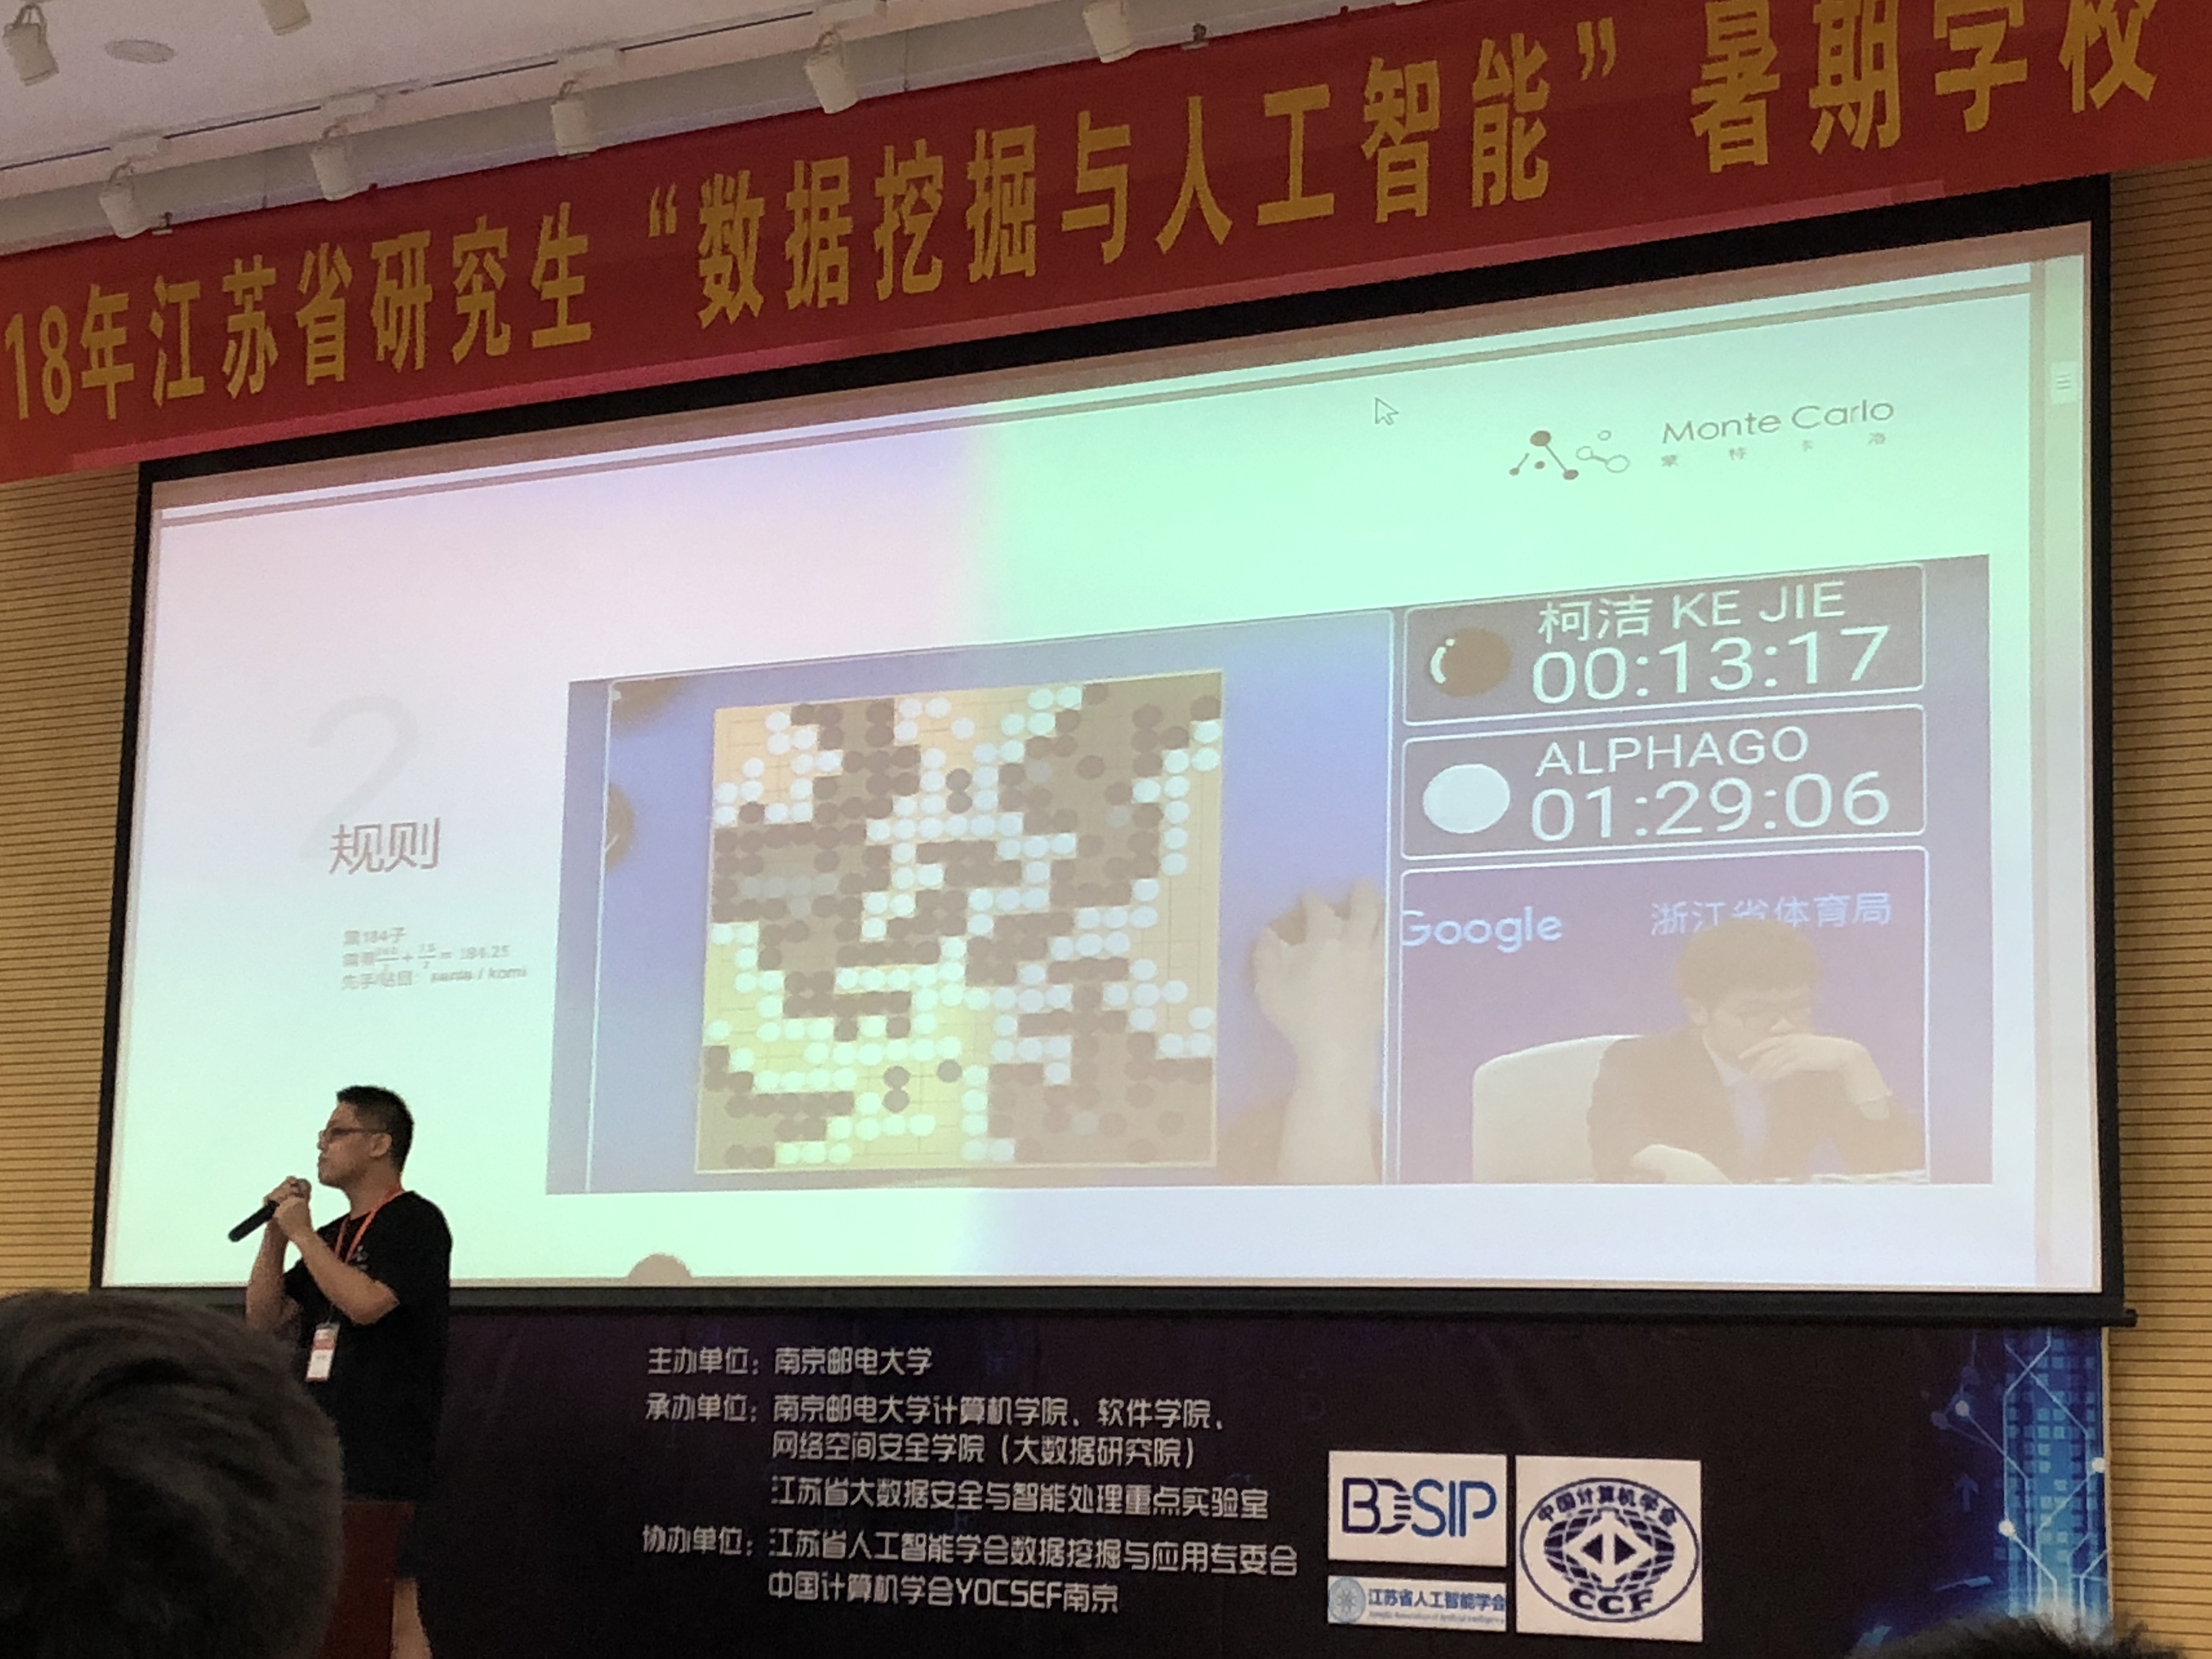 18年江苏省研究生“数据挖掘与人工智能”暑期学校
Monte Carlo
蒙特卡洛
柯洁 KE JIE
00:13:17
ALPHAGO
01:29:06
Google
浙江省体育局
2
规则
黑184子
= 184.25
先手/贴目: sente / komi
主办单位：南京邮电大学
承办单位：南京邮电大学计算机学院、软件学院、
网络空间安全学院（大数据研究院）
江苏省大数据安全与智能处理重点实验室
协办单位：江苏省人工智能学会数据挖掘与应用专委会
中国计算机学会YOCSEF南京
BDSIP
江苏省人工智能学会
中国计算机学会
CCF